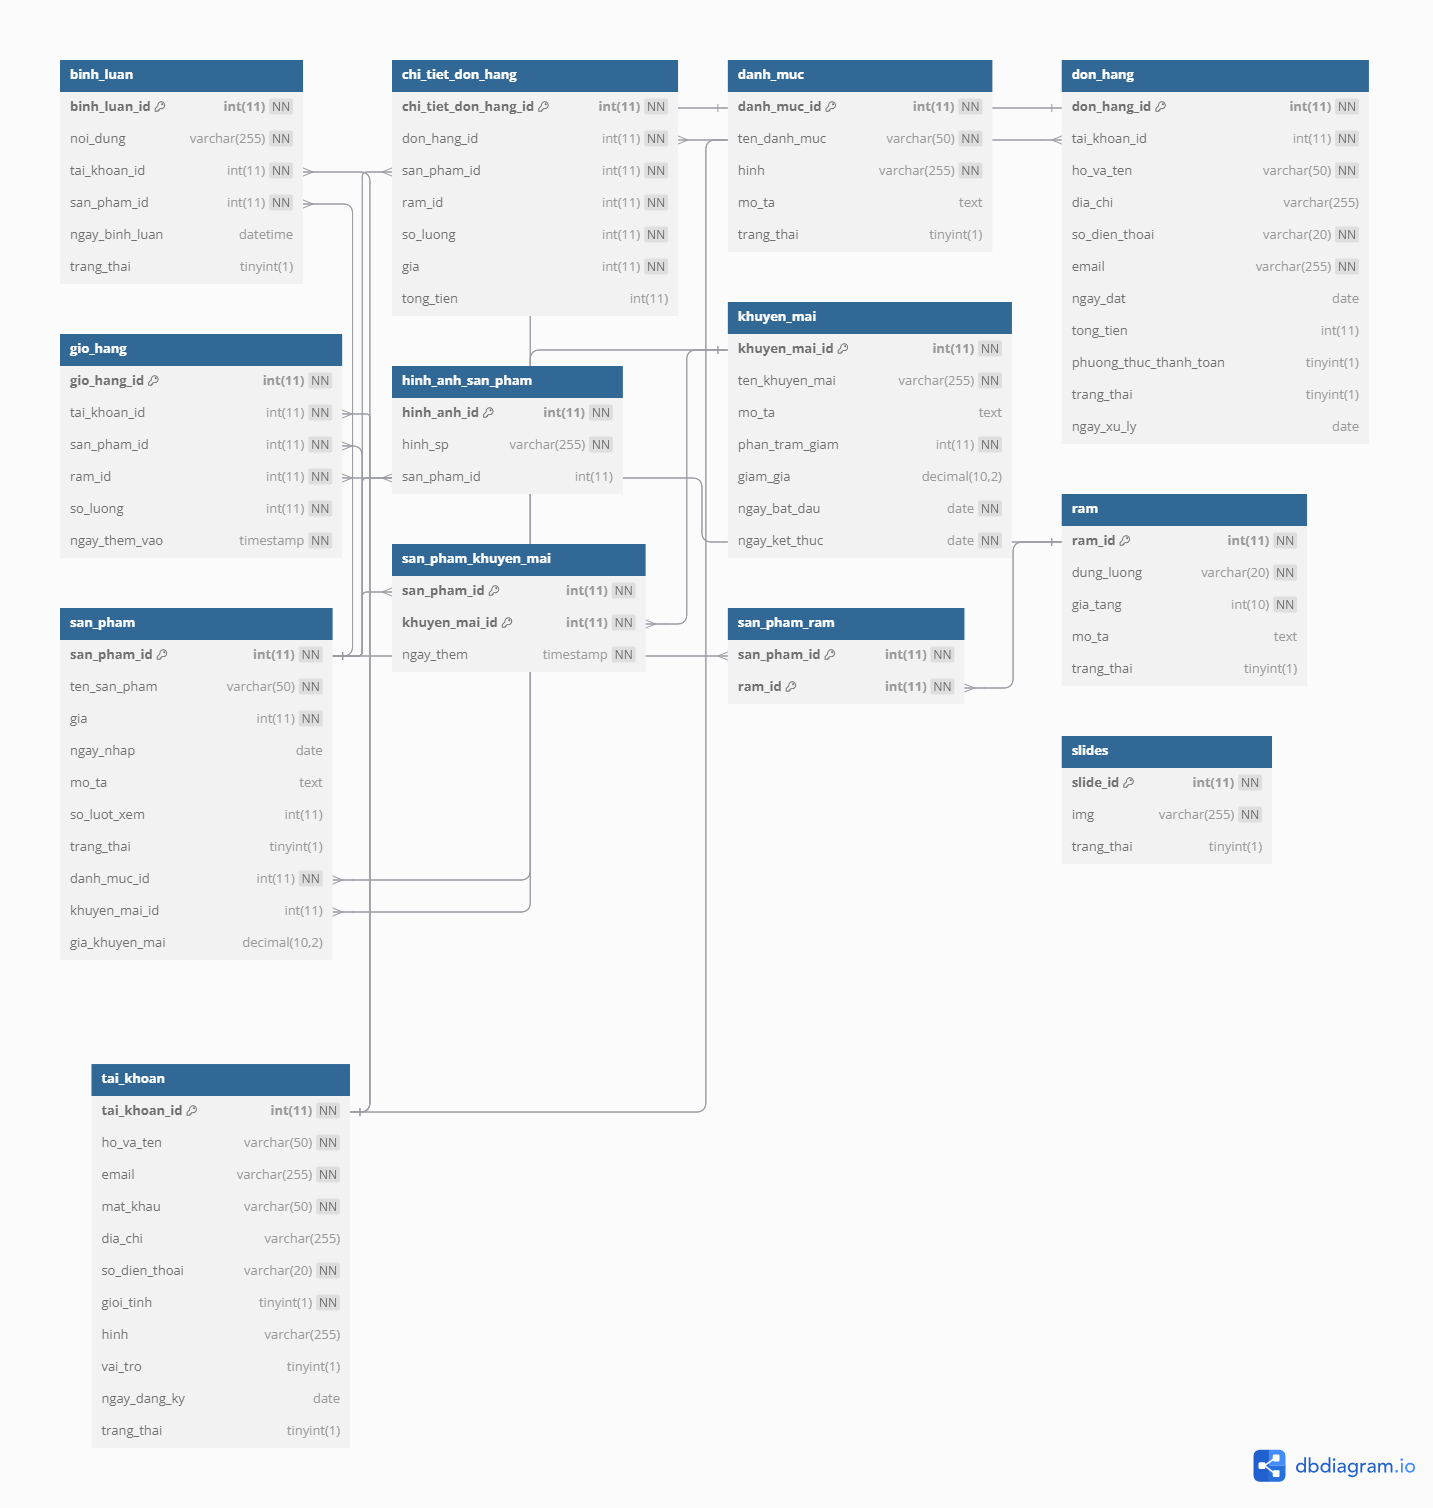 binh_luan
binh_luan_id int(11) NN
noi_dung varchar(255) NN
tai_khoan_id int(11) NN
san_pham_id int(11) NN
ngay_binh_luan datetime
trang_thai tinyint(1)
chi_tiet_don_hang
chi_tiet_don_hang_id int(11) NN
don_hang_id int(11) NN
san_pham_id int(11) NN
ram_id int(11) NN
so_luong int(11) NN
gia int(11) NN
tong_tien int(11)
danh_muc
danh_muc_id int(11) NN
ten_danh_muc varchar(50) NN
hinh varchar(255) NN
mo_ta text
trang_thai tinyint(1)
don_hang
don_hang_id int(11) NN
tai_khoan_id int(11) NN
ho_va_ten varchar(50) NN
dia_chi varchar(255)
so_dien_thoai varchar(20) NN
email varchar(255) NN
ngay_dat date
tong_tien int(11)
phuong_thuc_thanh_toan tinyint(1)
trang_thai tinyint(1)
ngay_xu_ly date
gio_hang
gio_hang_id int(11) NN
tai_khoan_id int(11) NN
san_pham_id int(11) NN
ram_id int(11) NN
so_luong int(11) NN
ngay_them_vao timestamp NN
hinh_anh_san_pham
hinh_anh_id int(11) NN
hinh_sp varchar(255) NN
san_pham_id int(11)
khuyen_mai
khuyen_mai_id int(11) NN
ten_khuyen_mai varchar(255) NN
mo_ta text
phan_tram_giam int(11) NN
giam_gia decimal(10,2)
ngay_bat_dau date NN
ngay_ket_thuc date NN
ram
ram_id int(11) NN
dung_luong varchar(20) NN
gia_tang int(10) NN
mo_ta text
trang_thai tinyint(1)
san_pham_khuyen_mai
san_pham_id int(11) NN
khuyen_mai_id int(11) NN
ngay_them timestamp NN
san_pham
san_pham_id int(11) NN
ten_san_pham varchar(50) NN
gia int(11) NN
ngay_nhap date
mo_ta text
so_luot_xem int(11)
trang_thai tinyint(1)
danh_muc_id int(11) NN
khuyen_mai_id int(11)
gia_khuyen_mai decimal(10,2)
san_pham_ram
san_pham_id int(11) NN
ram_id int(11) NN
slides
slide_id int(11) NN
img varchar(255) NN
trang_thai tinyint(1)
tai_khoan
tai_khoan_id int(11) NN
ho_va_ten varchar(50) NN
email varchar(255) NN
mat_khau varchar(50) NN
dia_chi varchar(255)
so_dien_thoai varchar(20) NN
gioi_tinh tinyint(1) NN
hinh varchar(255)
vai_tro tinyint(1)
ngay_dang_ky date
trang_thai tinyint(1)
dbdiagram.io